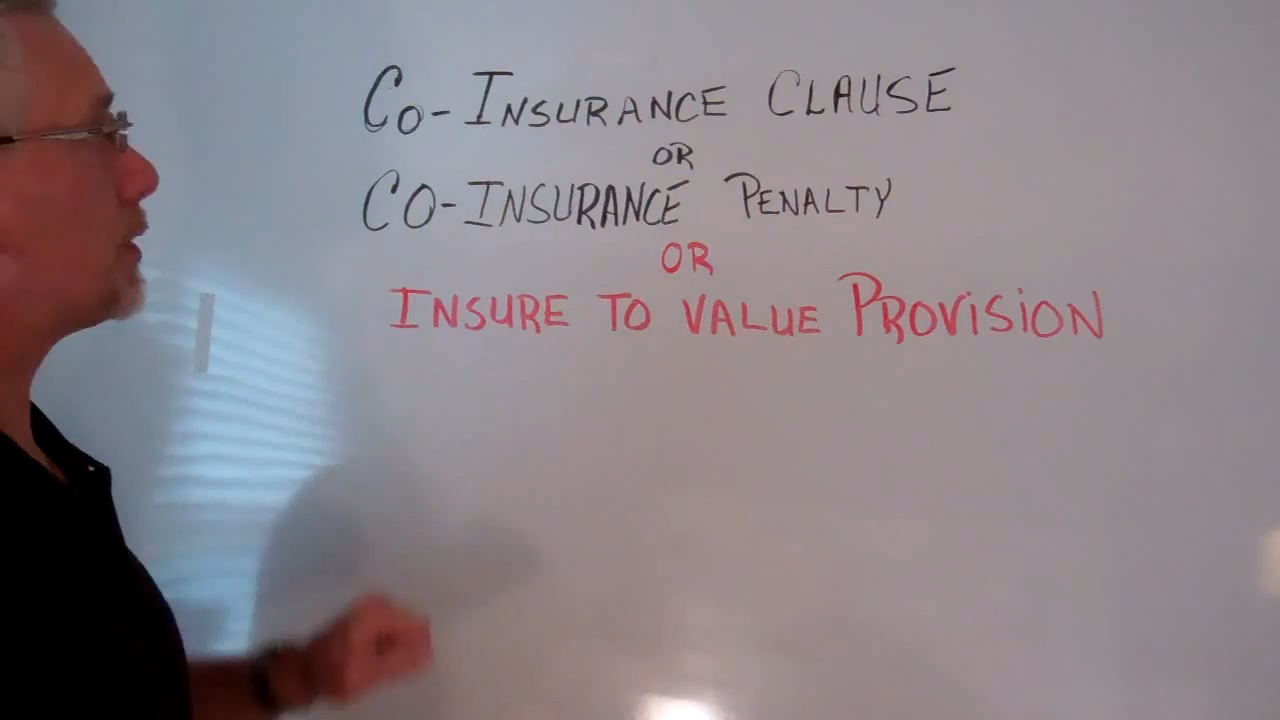 Co-INSURANCE CLAUSE
OR
CO-INSURANCE PENALTY
OR
INSURE TO VALUE PROVISION